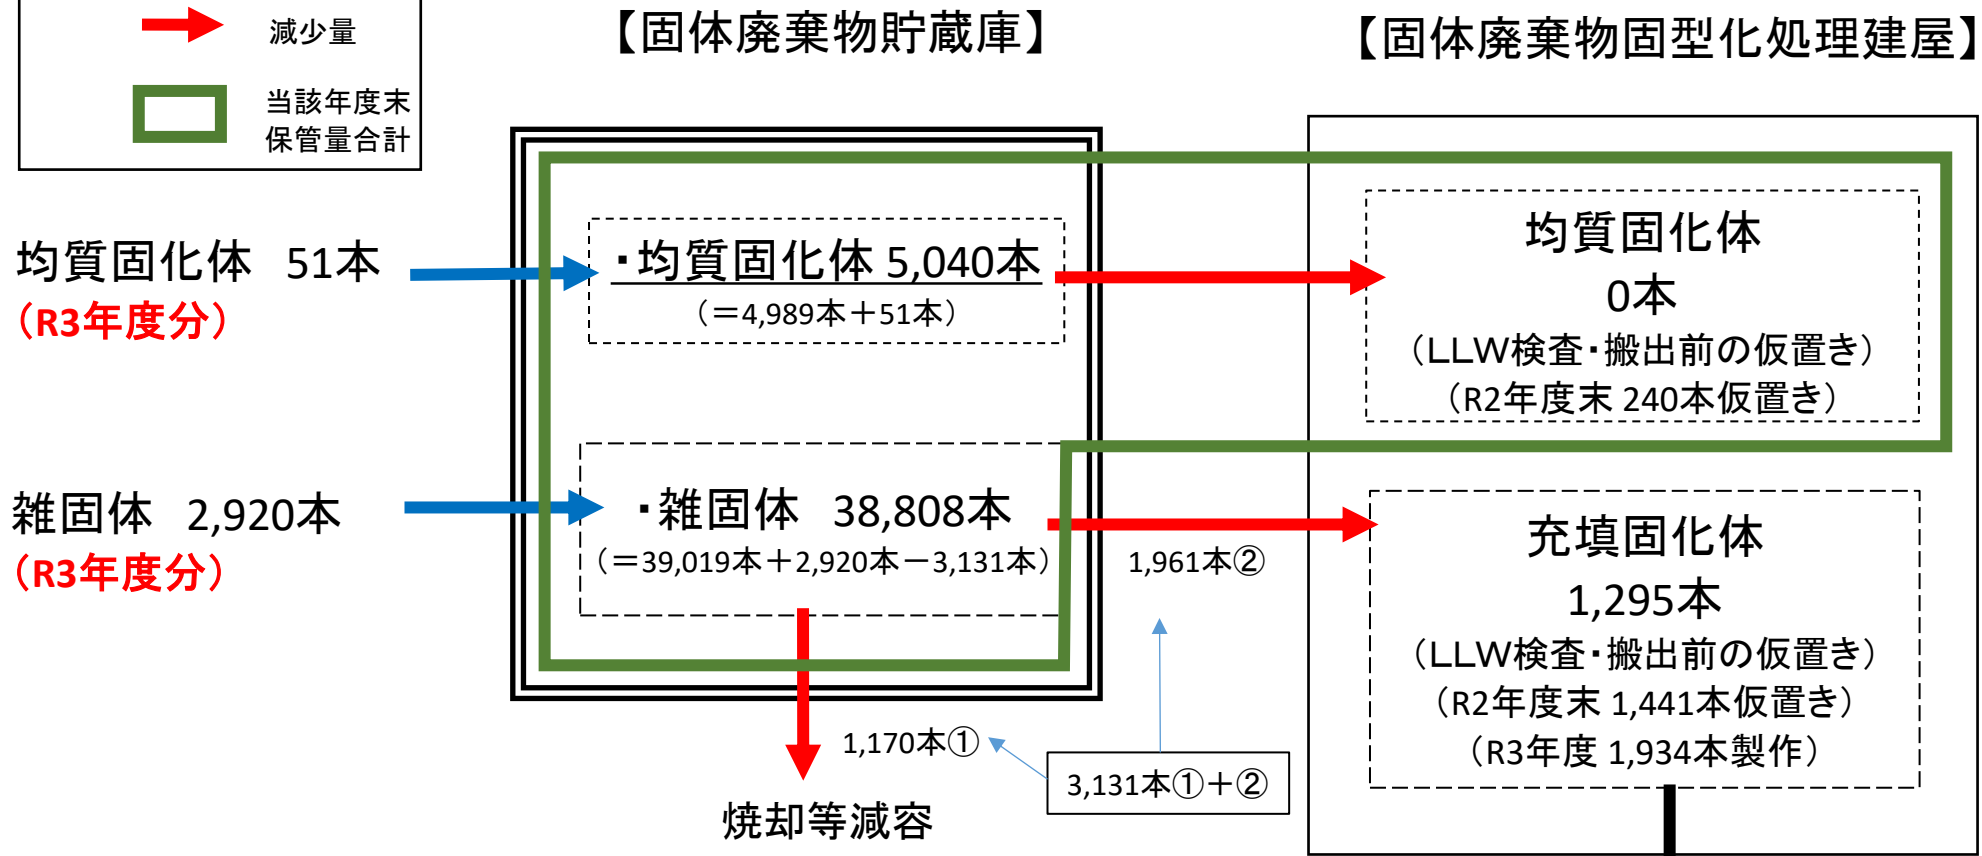 減少量
当該年度末
保管量合計
【固体廃棄物貯蔵庫】
【固体廃棄物固型化処理建屋】
均質固化体 51本
（R3年度分）
・均質固化体 5,040本
（＝4,989本＋51本）
均質固化体
0本
（LLW検査・搬出前の仮置き）
（R2年度末 240本仮置き）
雑固体 2,920本
（R3年度分）
・雑固体 38,808本
（＝39,019本＋2,920本－3,131本）
1,961本②
充填固化体
1,295本
（LLW検査・搬出前の仮置き）
（R2年度末 1,441本仮置き）
（R3年度 1,934本製作）
1,170本①
3,131本①＋②
焼却等減容